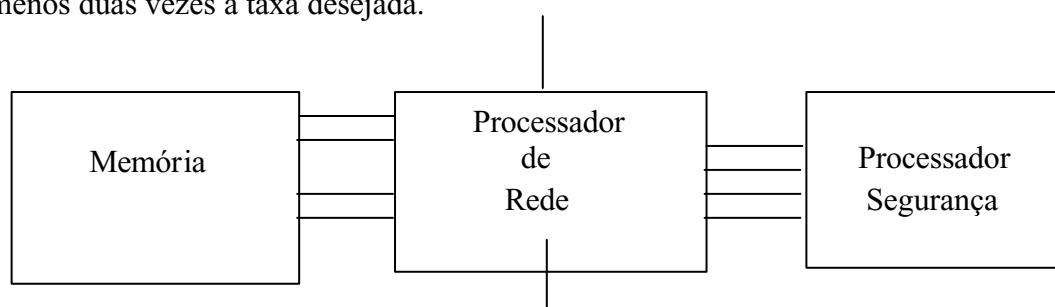 menos duas vezes a taxa desejada.
Memória
Processador
de
Rede
Processador
Segurança